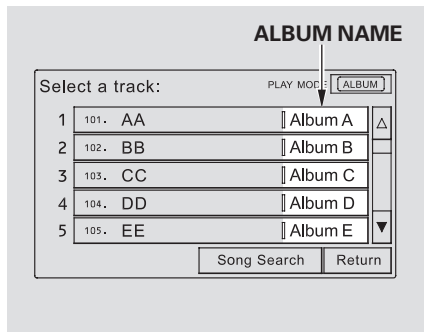 ALBUM NAME
Select a track: PLAY MODE ALBUM
1 101. AA Album A
2 102. BB Album B
3 103. CC Album C
4 104. DD Album D
5 105. EE Album E
Song Search Return